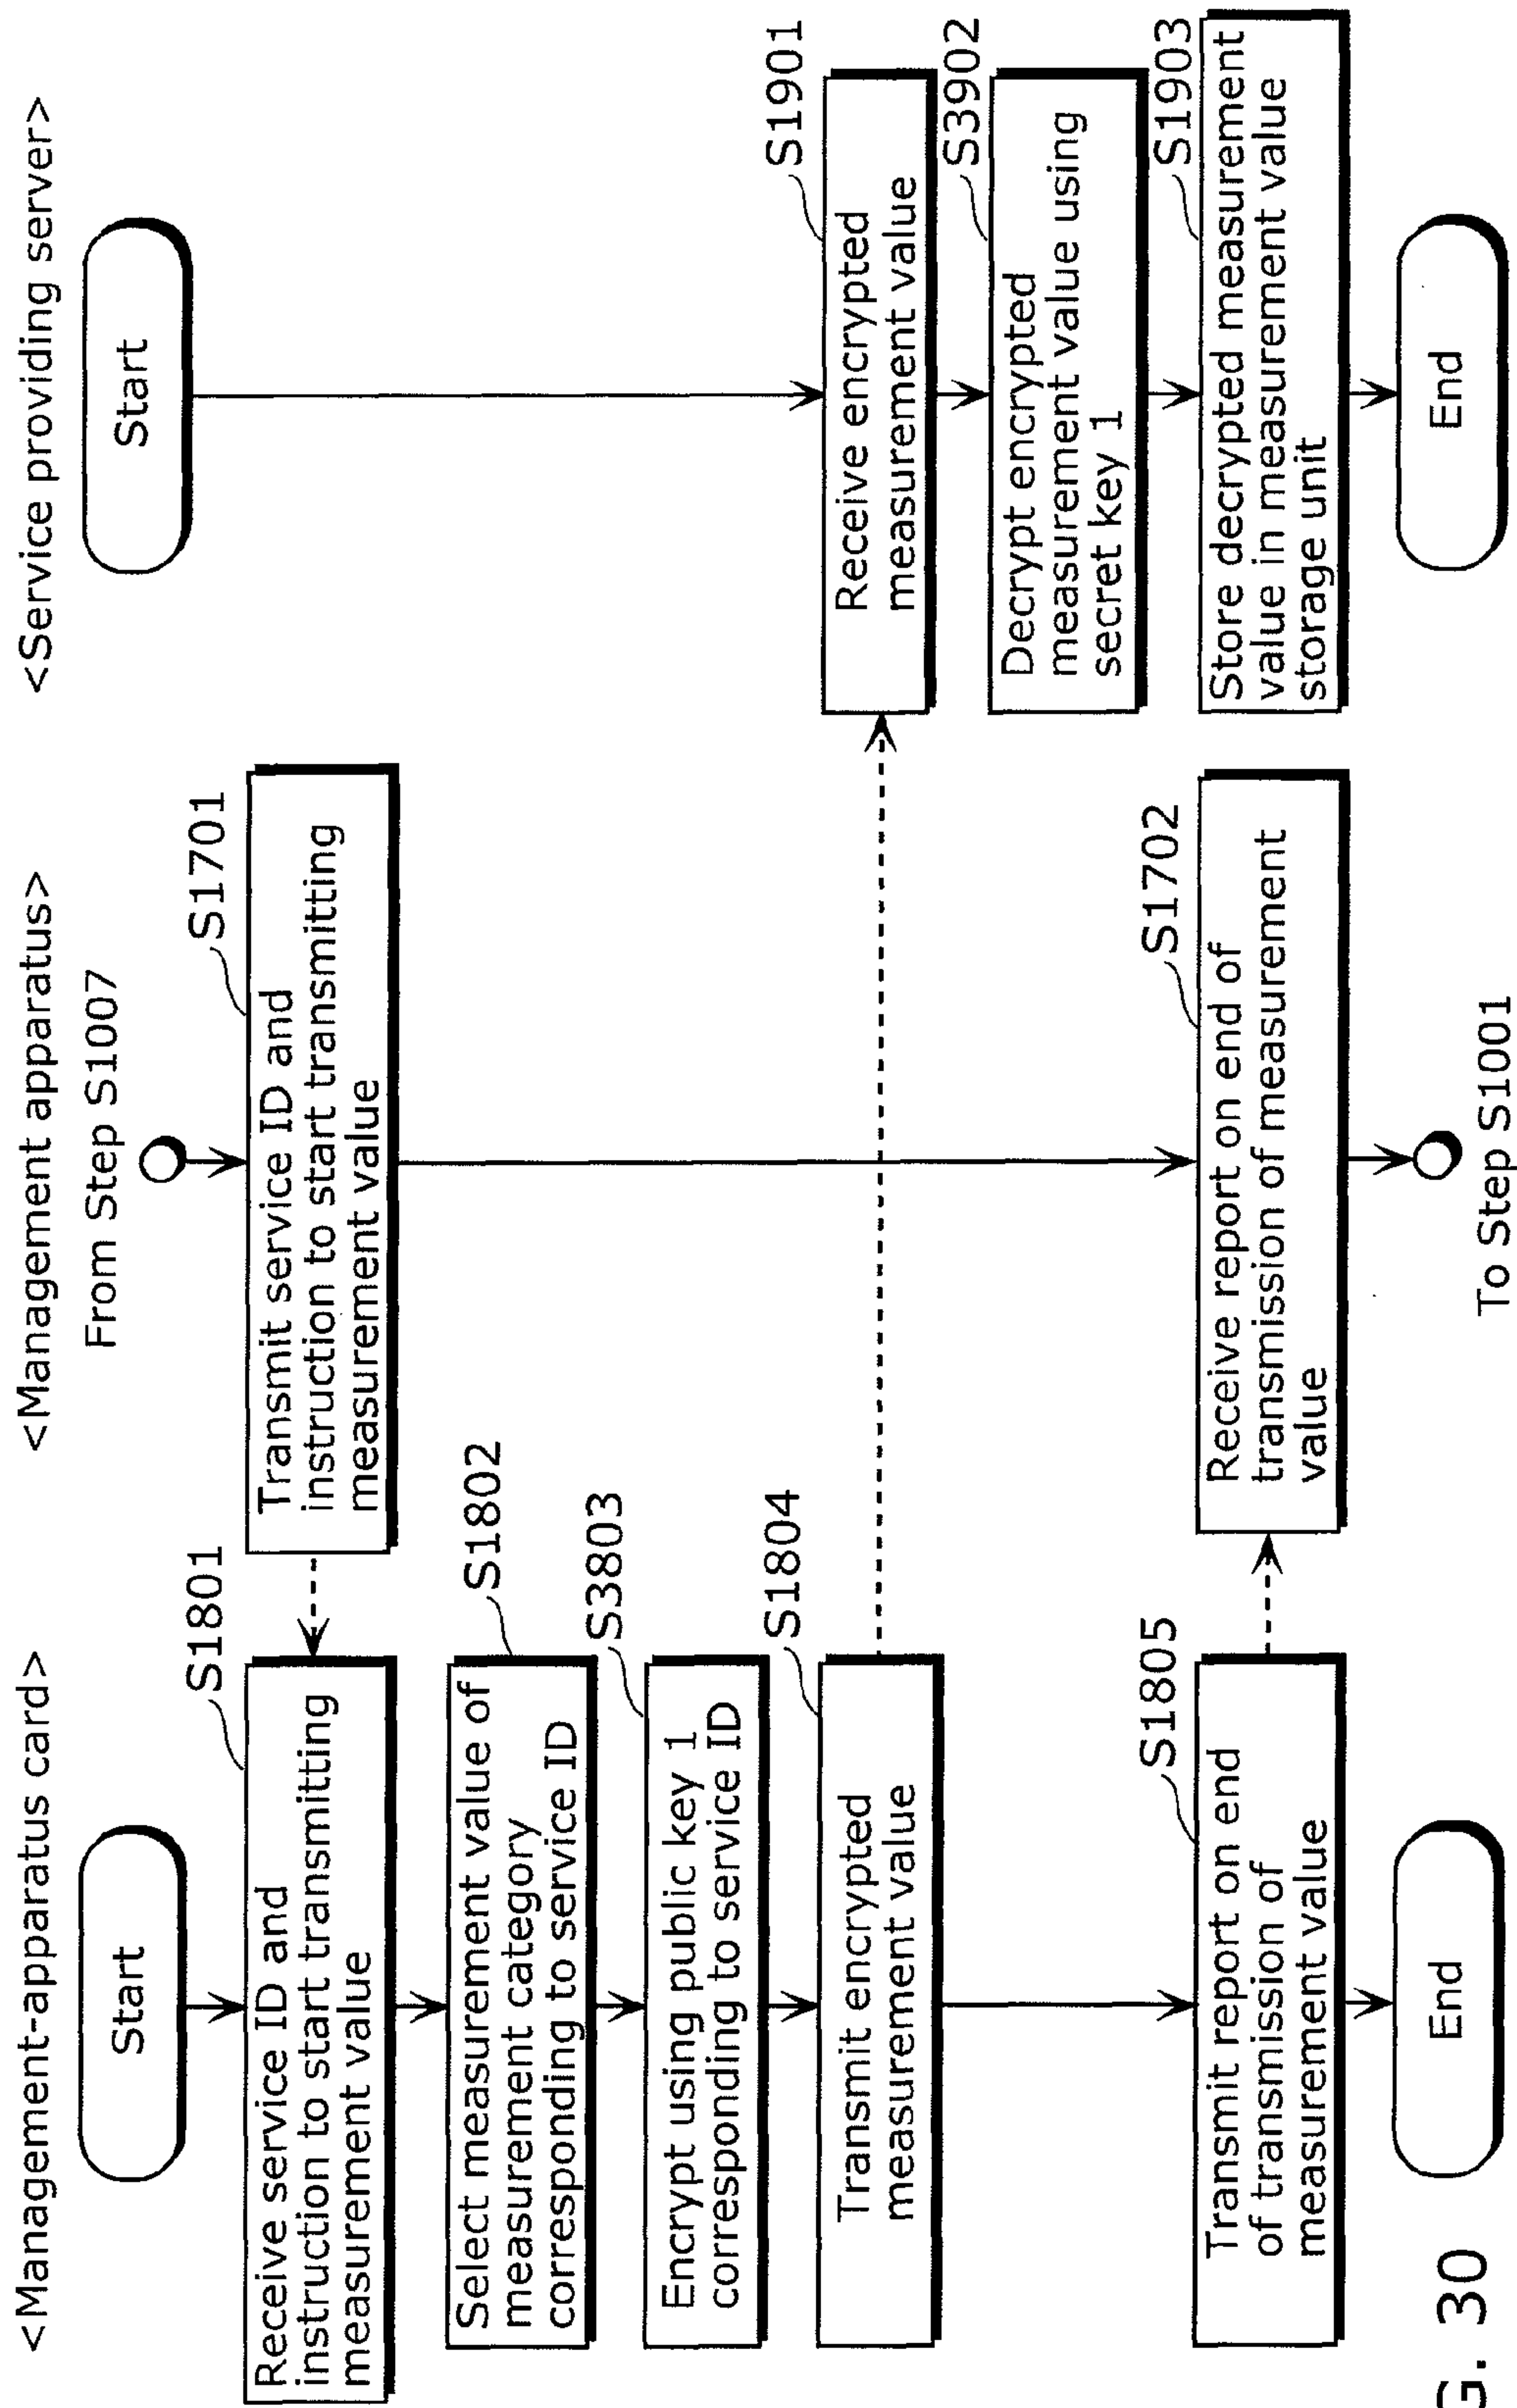 <Management-apparatus card>
Start
S1801
Receive service ID and
instruction to start transmitting
measurement value
S1802
Select measurement value of
measurement category
corresponding to service ID
S3803
Encrypt using public key 1
corresponding to service ID
S1804
Transmit encrypted
measurement value
S1805
Transmit report on end
of transmission of
measurement value
End
<Management apparatus>
From Step S1007
S1701
Transmit service ID and
instruction to start transmitting
measurement value
S1702
Receive report on end of
transmission of measurement
value
To Step S1001
<Service providing server>
Start
S1901
Receive encrypted
measurement value
S3902
Decrypt encrypted
measurement value using
secret key 1
S1903
Store decrypted measurement
value in measurement value
storage unit
End
G. 30